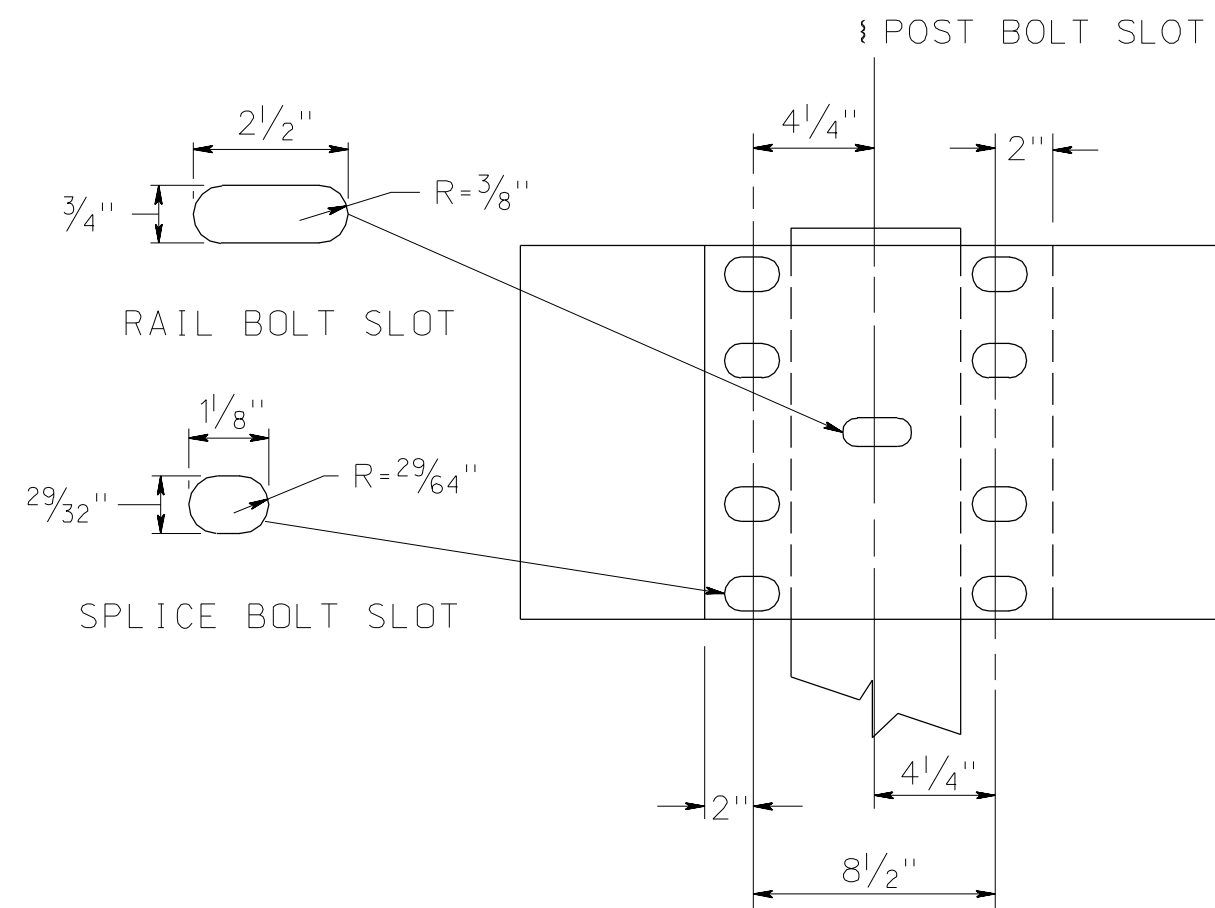 POST BOLT SLOT
2 1/2"
4 1/4"
2"
3/4"
R=3/8"
RAIL BOLT SLOT
1 1/8"
29/32"
R=29/64"
SPLICE BOLT SLOT
4 1/4"
2"
8 1/2"